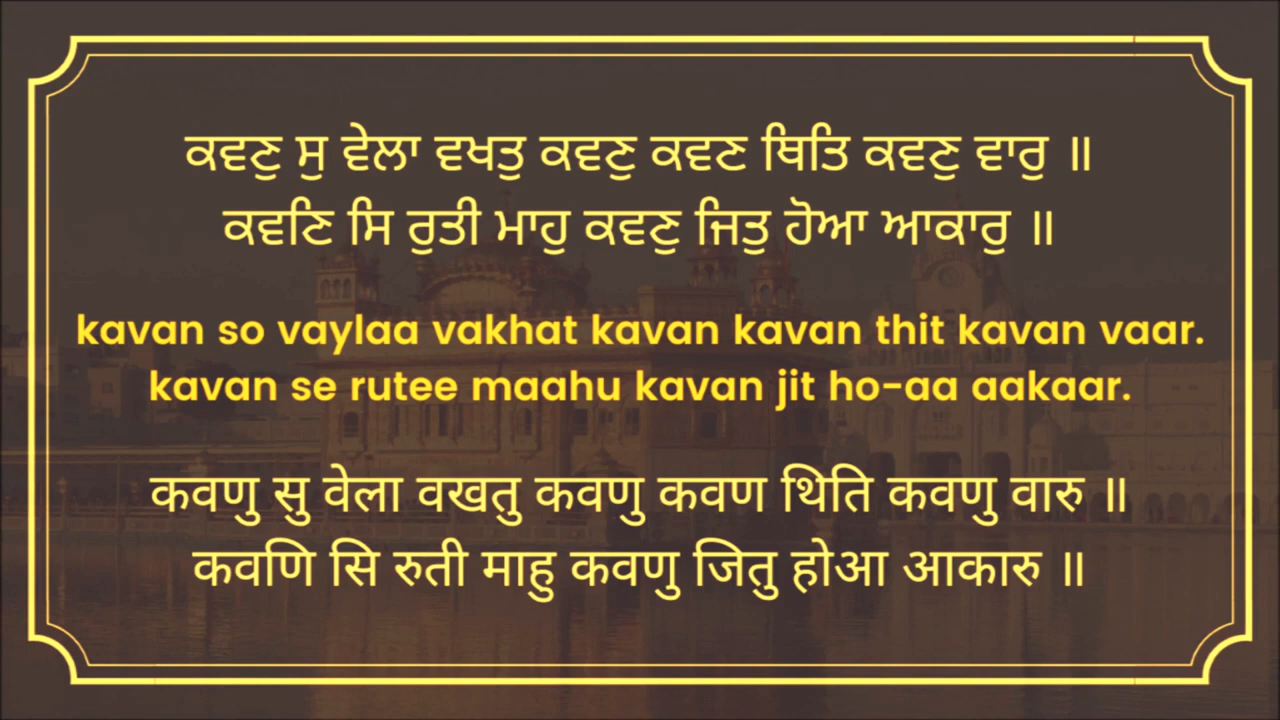 ਕਵਣੁ ਸੁ ਵੇਲਾ ਵਖਤੁ ਕਵਣੁ ਕਵਣ ਥਿਤਿ ਕਵਣੁ ਵਾਰੁ ॥
ਕਵਣਿ ਸਿ ਰੁਤੀ ਮਾਹੁ ਕਵਣੁ ਜਿਤੁ ਹੋਆ ਆਕਾਰੁ ॥
kavan so vaylaa vakhat kavan kavan thit kavan vaar.
kavan se rutee maahu kavan jit ho-aa aakaar.
कवणु सु वेला वखतु कवणु कवण थिति कवणु वारु ॥
कवणि सि रुती माहु कवणु जितु होआ आकारु ॥